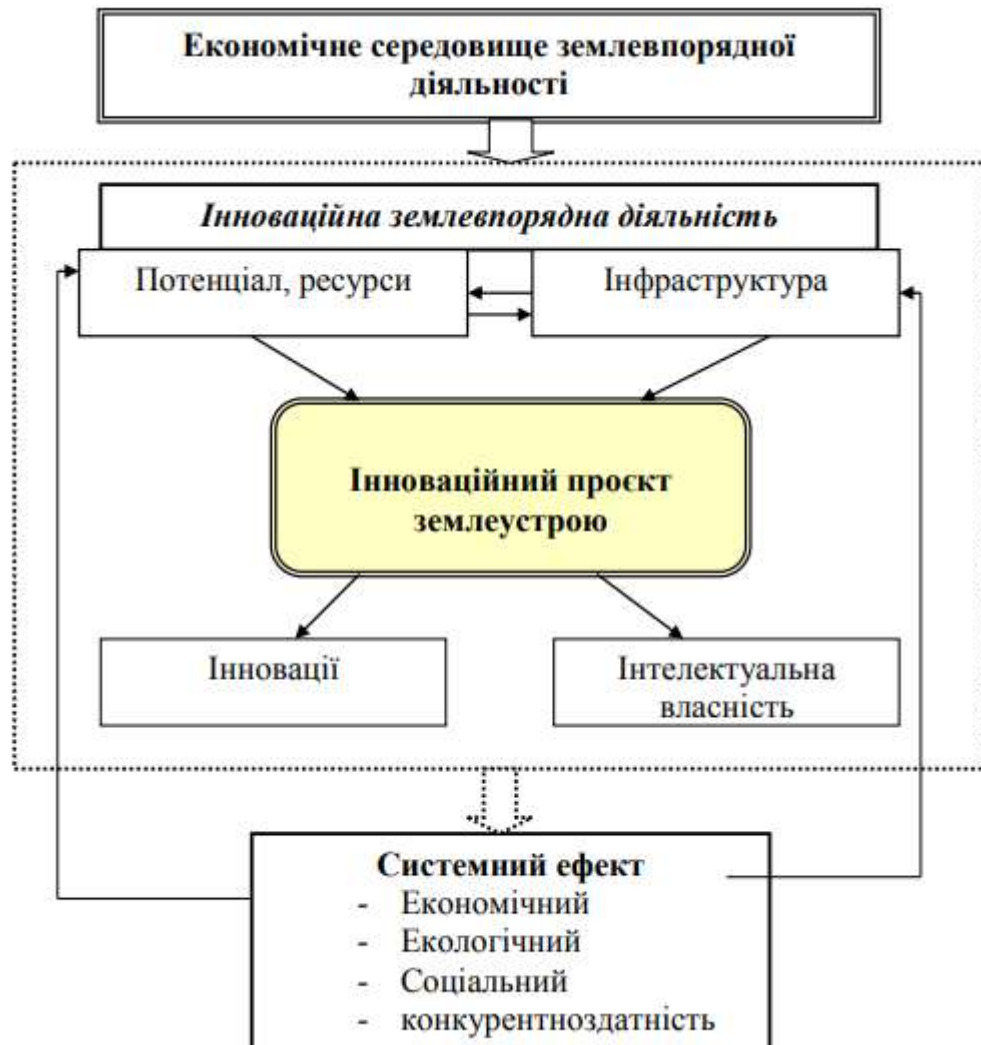 Економічне середовище землевпорядної
діяльності
Інноваційна землевпорядна діяльність
Потенціал, ресурси
Інфраструктура
Інноваційний проєкт
землеустрою
Інновації
Інтелектуальна
власність
Системний ефект
- Економічний
- Екологічний
- Соціальний
- конкурентноздатність